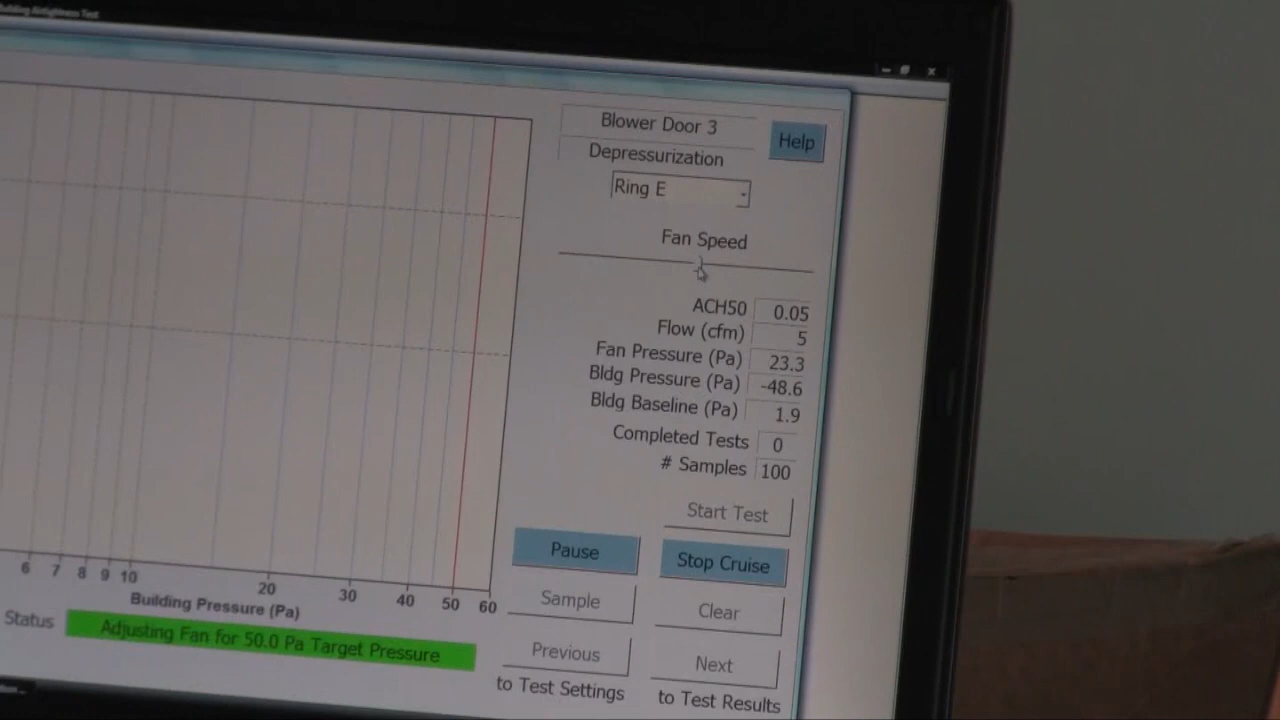 Building Airtightness Test
Blower Door 3
Help
Depressurization
Ring E
Fan Speed
ACH50 0.05
Flow (cfm) 5
Fan Pressure (Pa) 23.3
Bldg Pressure (Pa) -48.6
Bldg Baseline (Pa) 1.9
Completed Tests 0
# Samples 100
Start Test
Pause Stop Cruise
Sample Clear
Previous Next
to Test Settings to Test Results
6 7 8 9 10 20 30 40 50 60
Building Pressure (Pa)
Status Adjusting Fan for 50.0 Pa Target Pressure